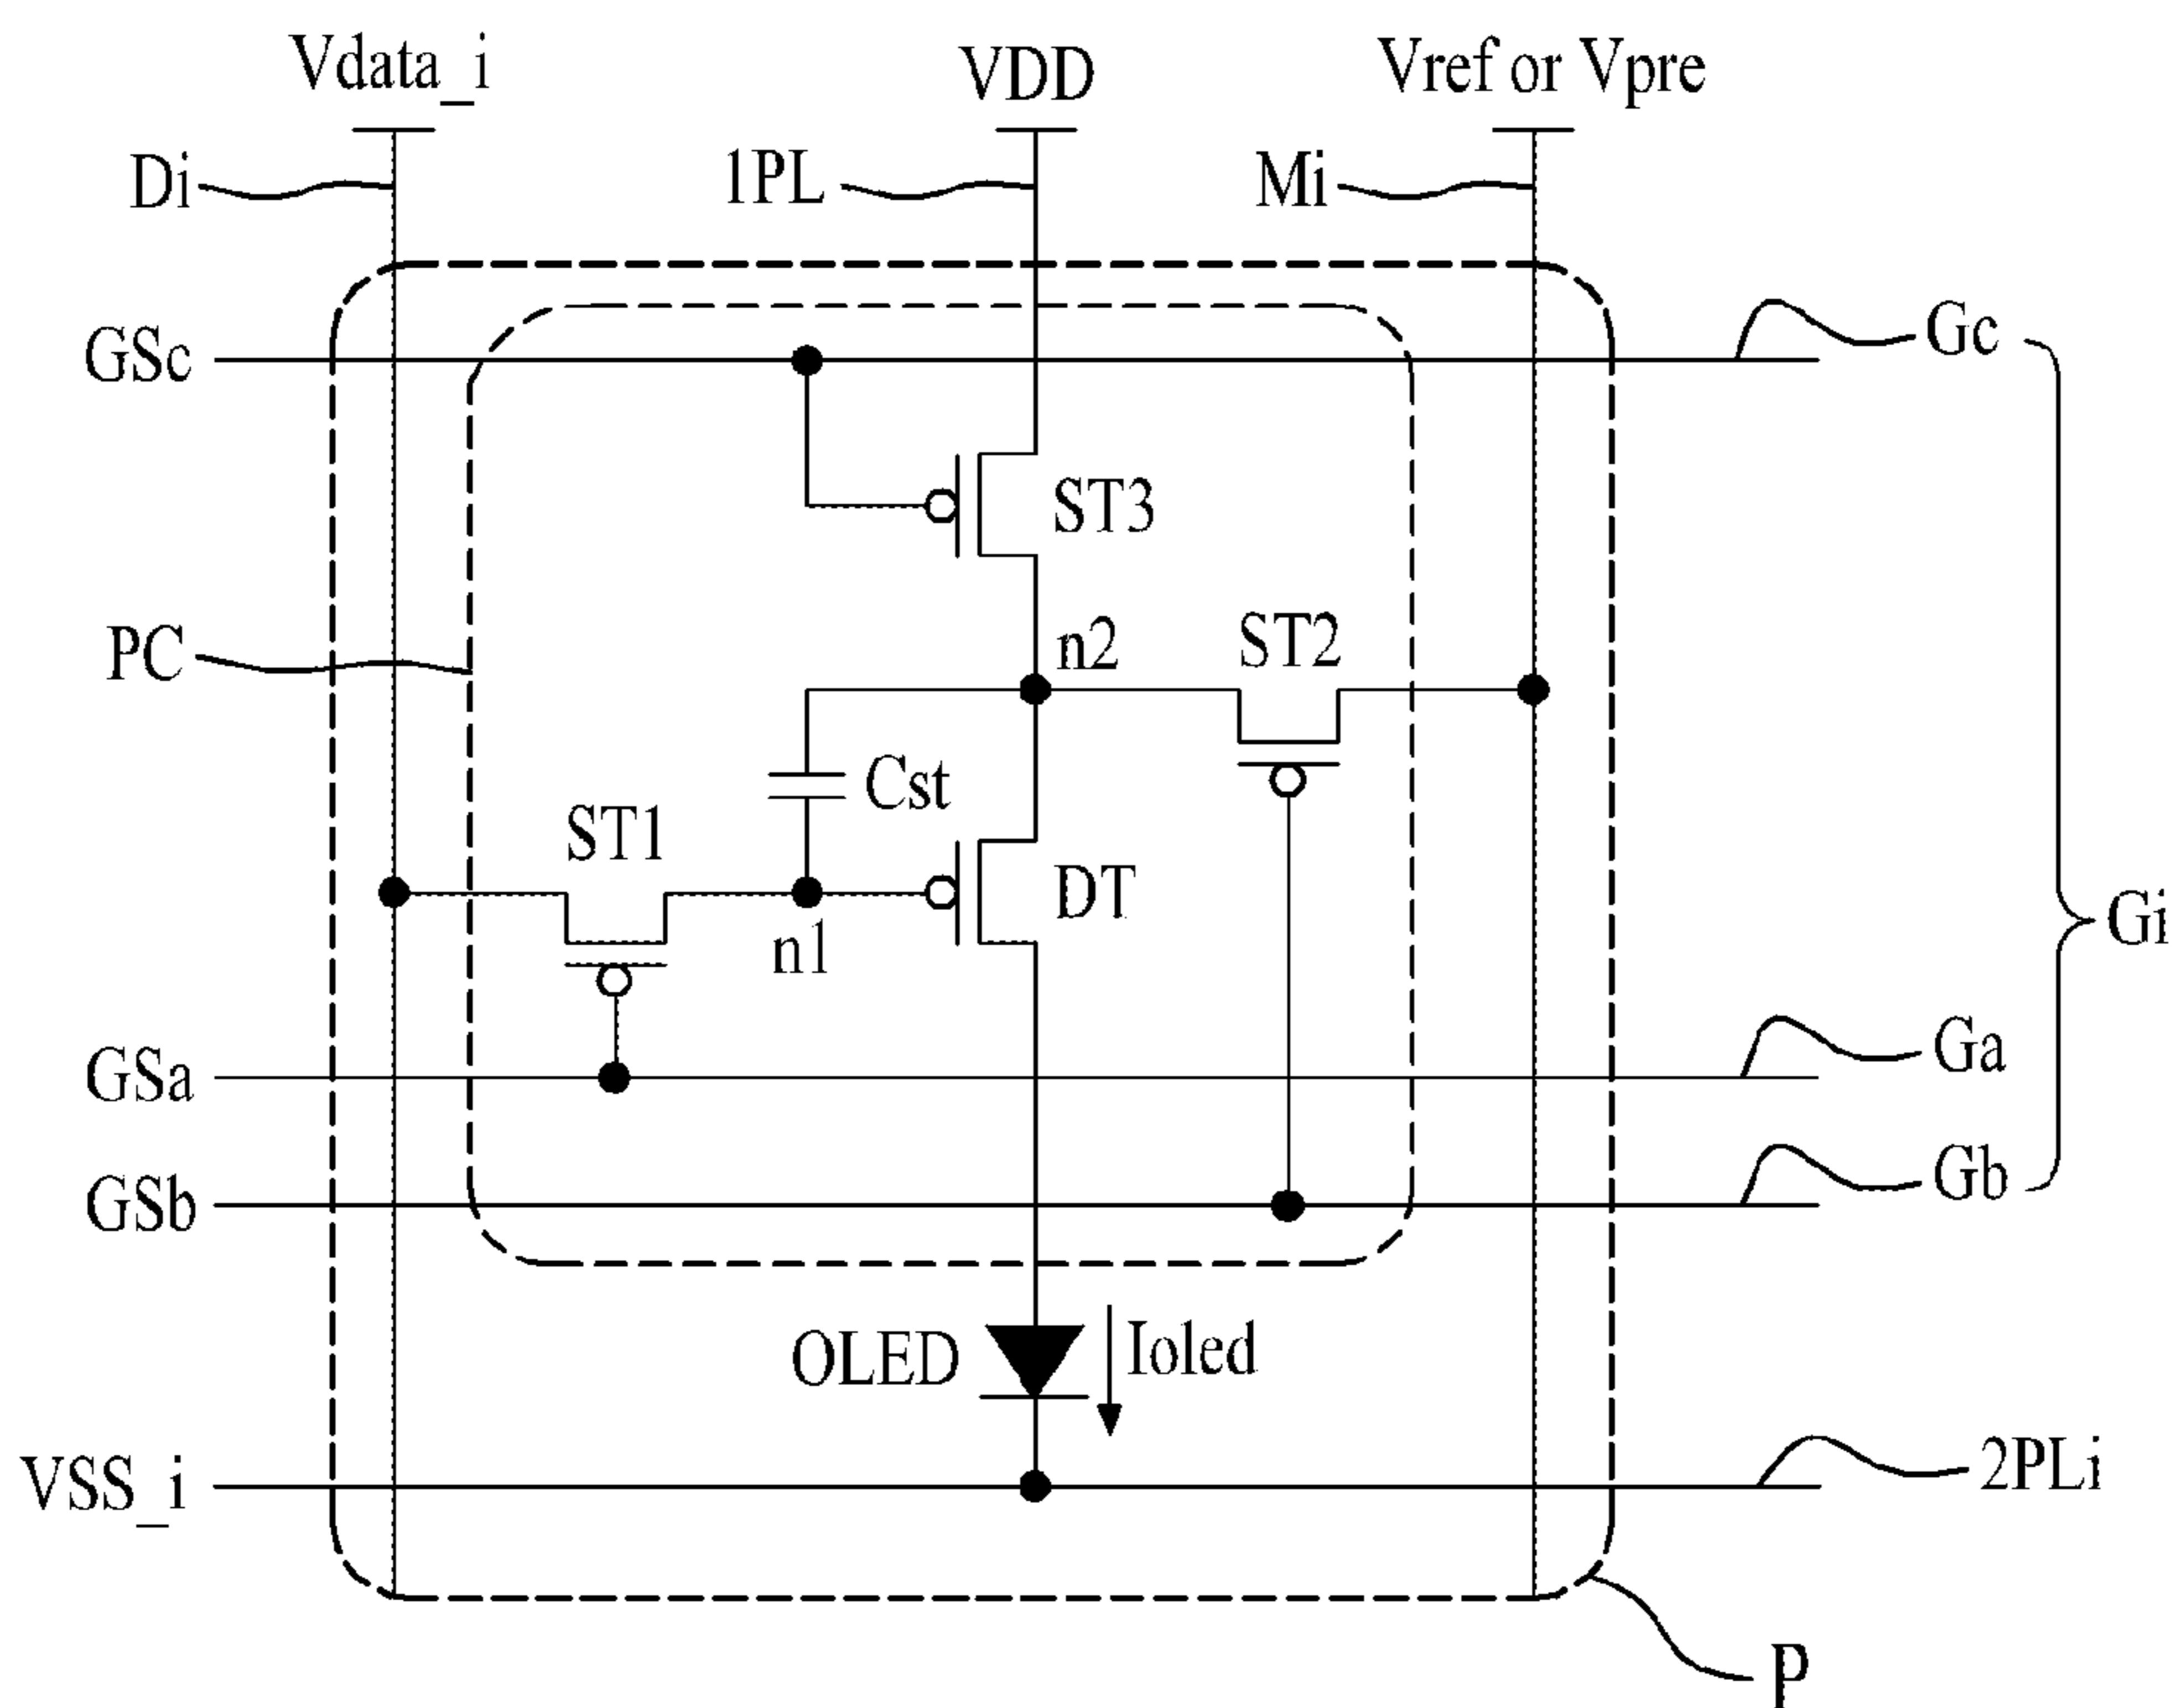 Vdata_i
VDD
Vref or Vpre
Di
1PL
Mi
GSc
Gc
ST3
PC
n2
ST2
Cst
ST1
DT
n1
Gi
GSa
Ga
GSb
Gb
OLED
Ioled
VSS_i
2PLi
P